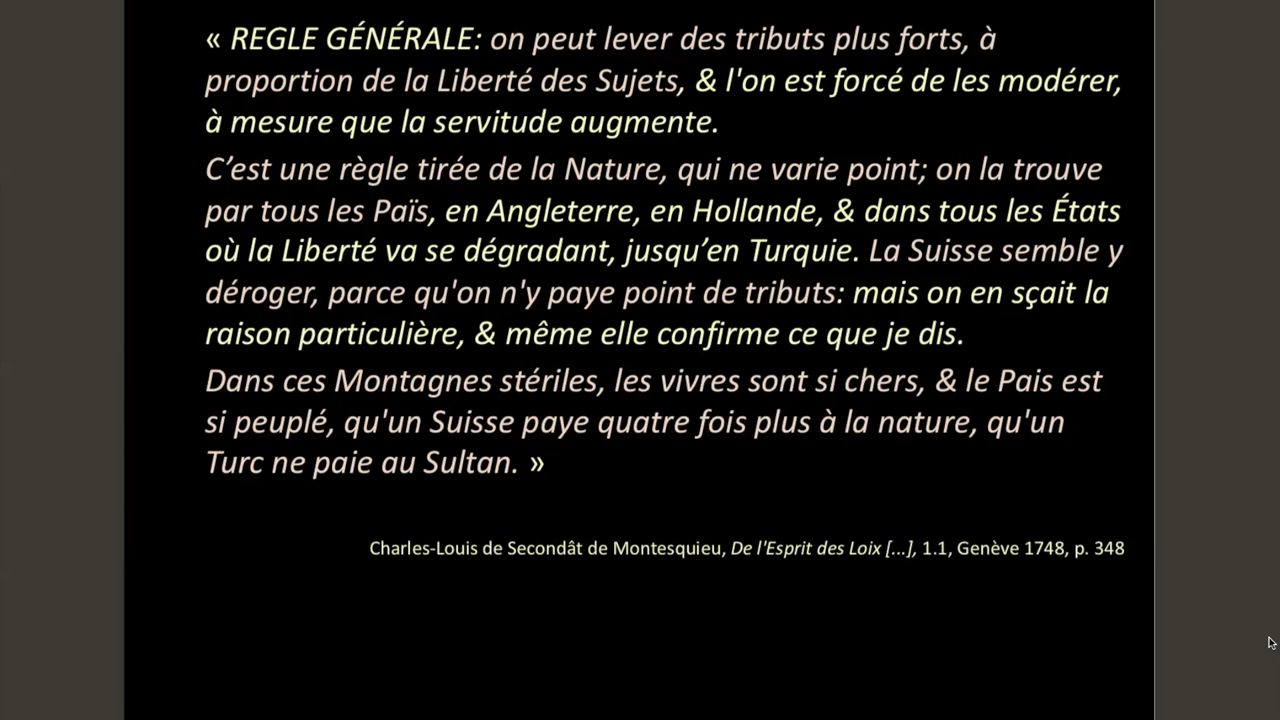 « REGLE GÉNÉRALE: on peut lever des tributs plus forts, à
proportion de la Liberté des Sujets, & l'on est forcé de les modérer,
à mesure que la servitude augmente.
C’est une règle tirée de la Nature, qui ne varie point; on la trouve
par tous les Païs, en Angleterre, en Hollande, & dans tous les États
où la Liberté va se dégradant, jusqu’en Turquie. La Suisse semble y
déroger, parce qu'on n'y paye point de tributs: mais on en sçait la
raison particulière, & même elle confirme ce que je dis.
Dans ces Montagnes stériles, les vivres sont si chers, & le Pais est
si peuplé, qu'un Suisse paye quatre fois plus à la nature, qu'un
Turc ne paie au Sultan. »
Charles-Louis de Secondât de Montesquieu, De l'Esprit des Loix [...], 1.1, Genève 1748, p. 348